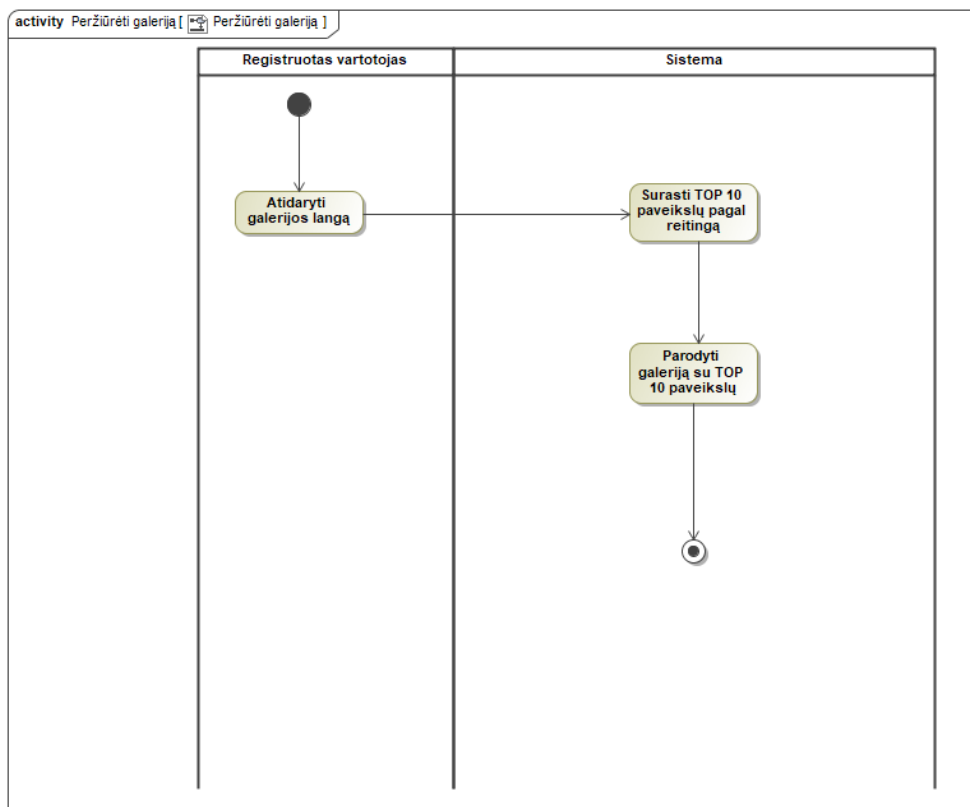 activity Peržiūrėti galeriją [ Peržiūrėti galeriją ]
Registruotas vartotojas
Sistema
Atidaryti
galerijos langą
Surasti TOP 10
paveikslų pagal
reitingą
Parodyti
galeriją su TOP
10 paveikslų